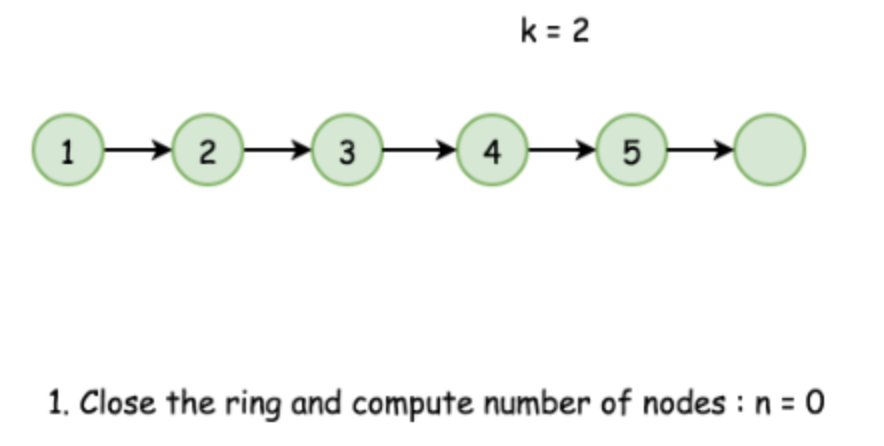 k = 2
1 2 3 4 5
1. Close the ring and compute number of nodes : n = 0